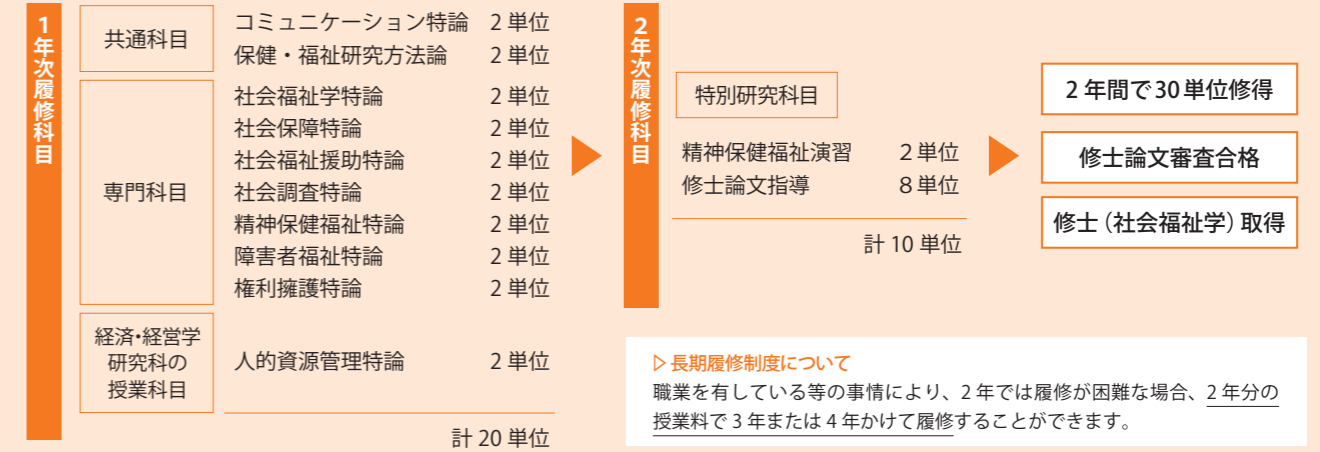 1年次履修科目
共通科目
コミュニケーション特論 2単位
保健・福祉研究方法論 2単位
専門科目
社会福祉学特論 2単位
社会保障特論 2単位
社会福祉援助特論 2単位
社会調査特論 2単位
精神保健福祉特論 2単位
障害者福祉特論 2単位
権利擁護特論 2単位
経済・経営学
研究科の
授業科目
人的資源管理特論 2単位
計 20 単位
2年次履修科目
特別研究科目
精神保健福祉演習 2単位
修士論文指導 8単位
計 10 単位
2 年間で 30 単位修得
修士論文審査合格
修士（社会福祉学）取得
▷長期履修制度について
職業を有している等の事情により、2 年では履修が困難な場合、2 年分の
授業料で 3 年または 4 年かけて履修することができます。